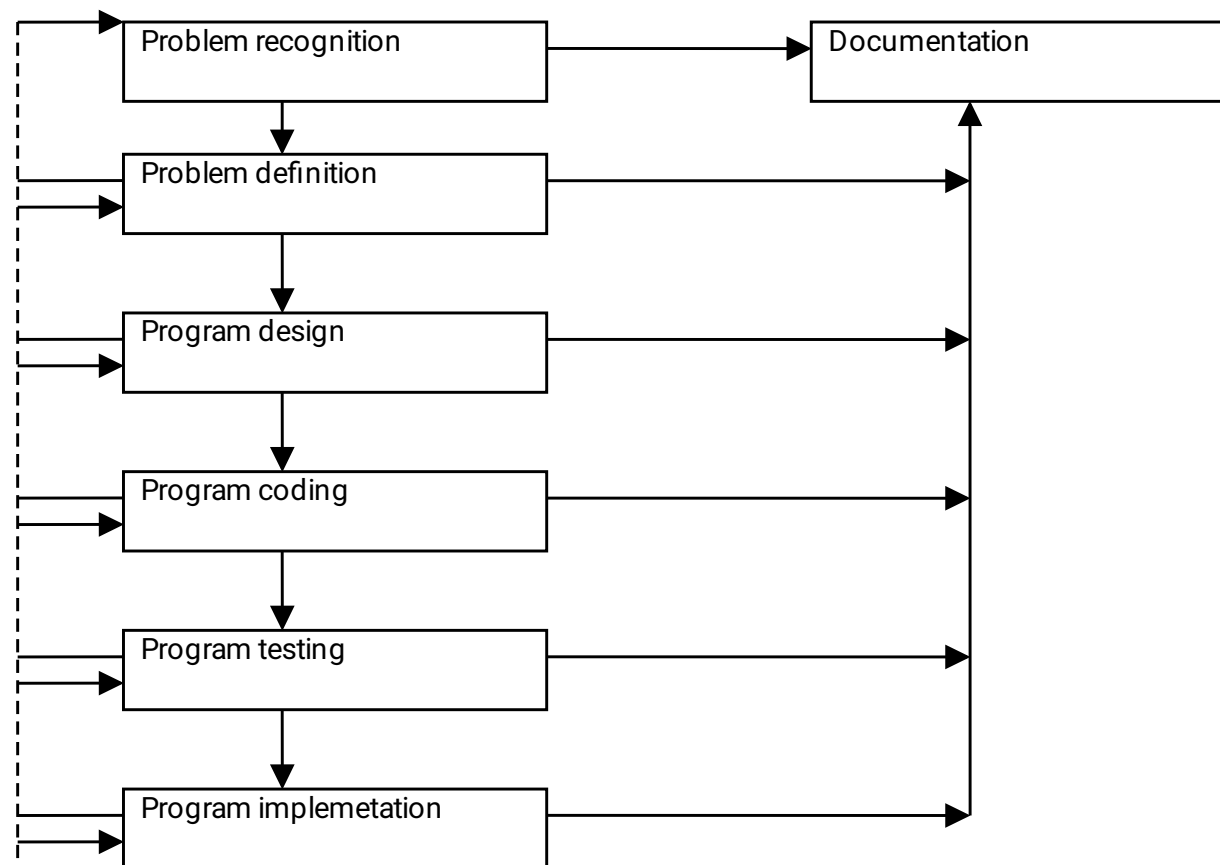 Problem recognition
Documentation
Problem definition
Program design
Program coding
Program testing
Program implemetation